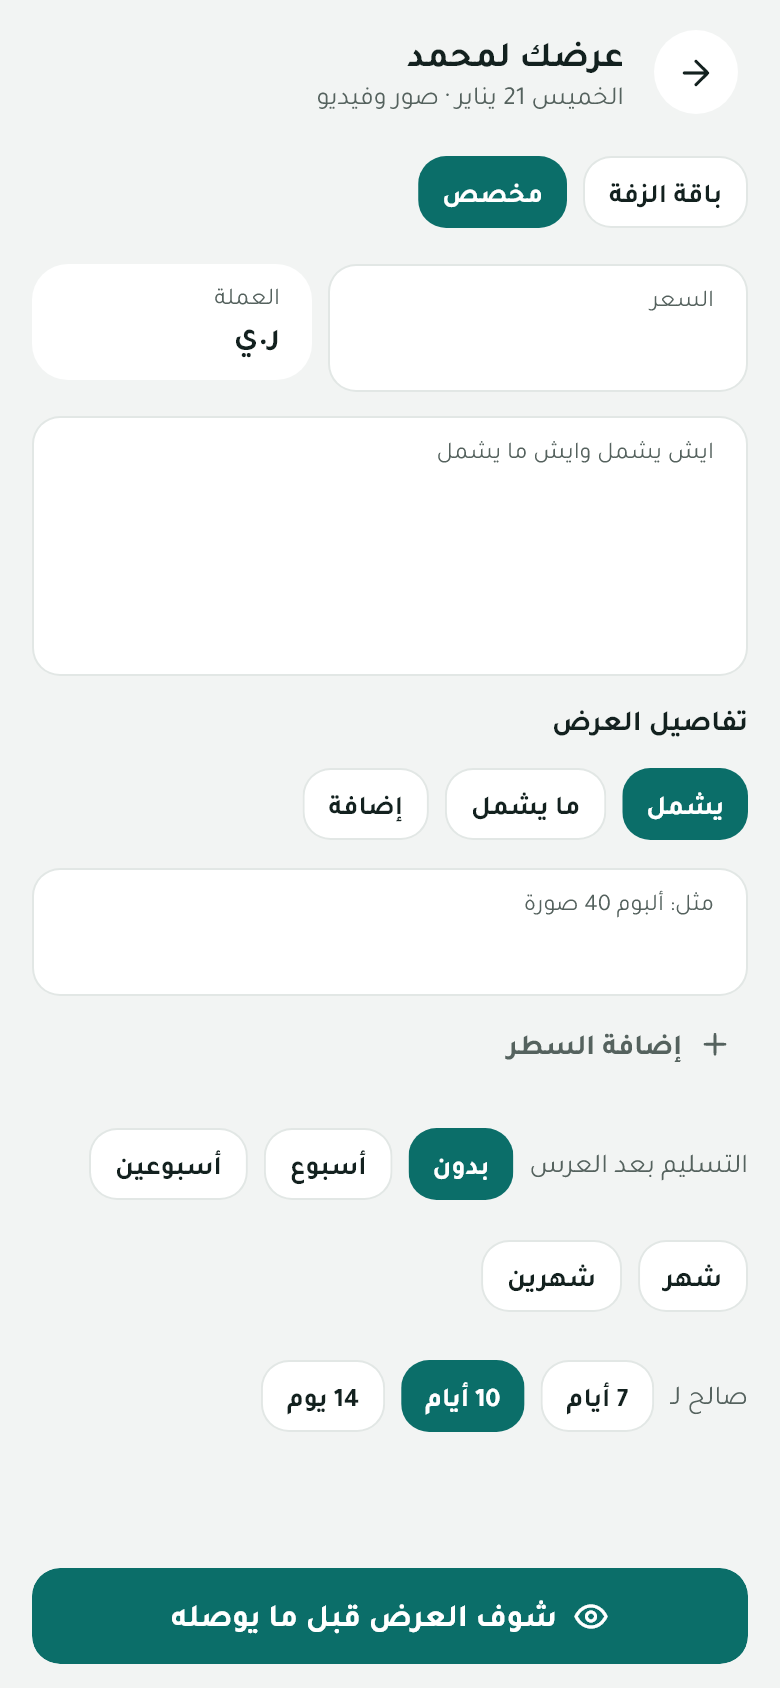 عرضك لمحمد
الخميس 21 يناير · صور وفيديو
باقة الزفة
مخصص
السعر
العملة
ر.ي
ايش يشمل وايش ما يشمل
تفاصيل العرض
يشمل
ما يشمل
إضافة
مثل: ألبوم 40 صورة
إضافة السطر
التسليم بعد العرس
بدون
أسبوع
أسبوعين
شهر
شهرين
صالح لـ
7 أيام
10 أيام
14 يوم
شوف العرض قبل ما يوصله